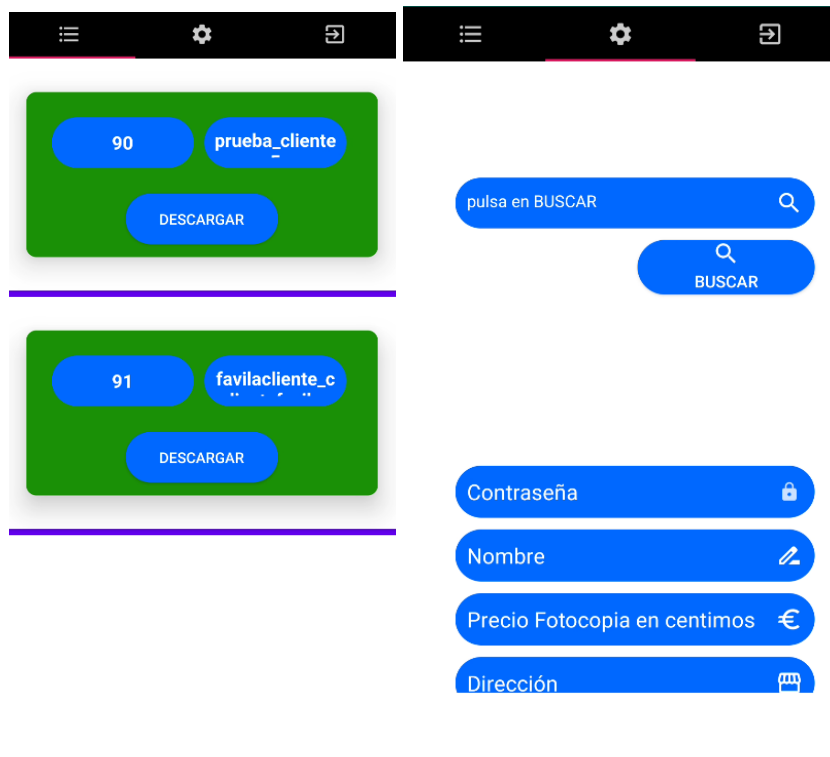 90
prueba_cliente
DESCARGAR
91
favilacliente_c
DESCARGAR
pulsa en BUSCAR
BUSCAR
Contraseña
Nombre
Precio Fotocopia en centimos
Dirección